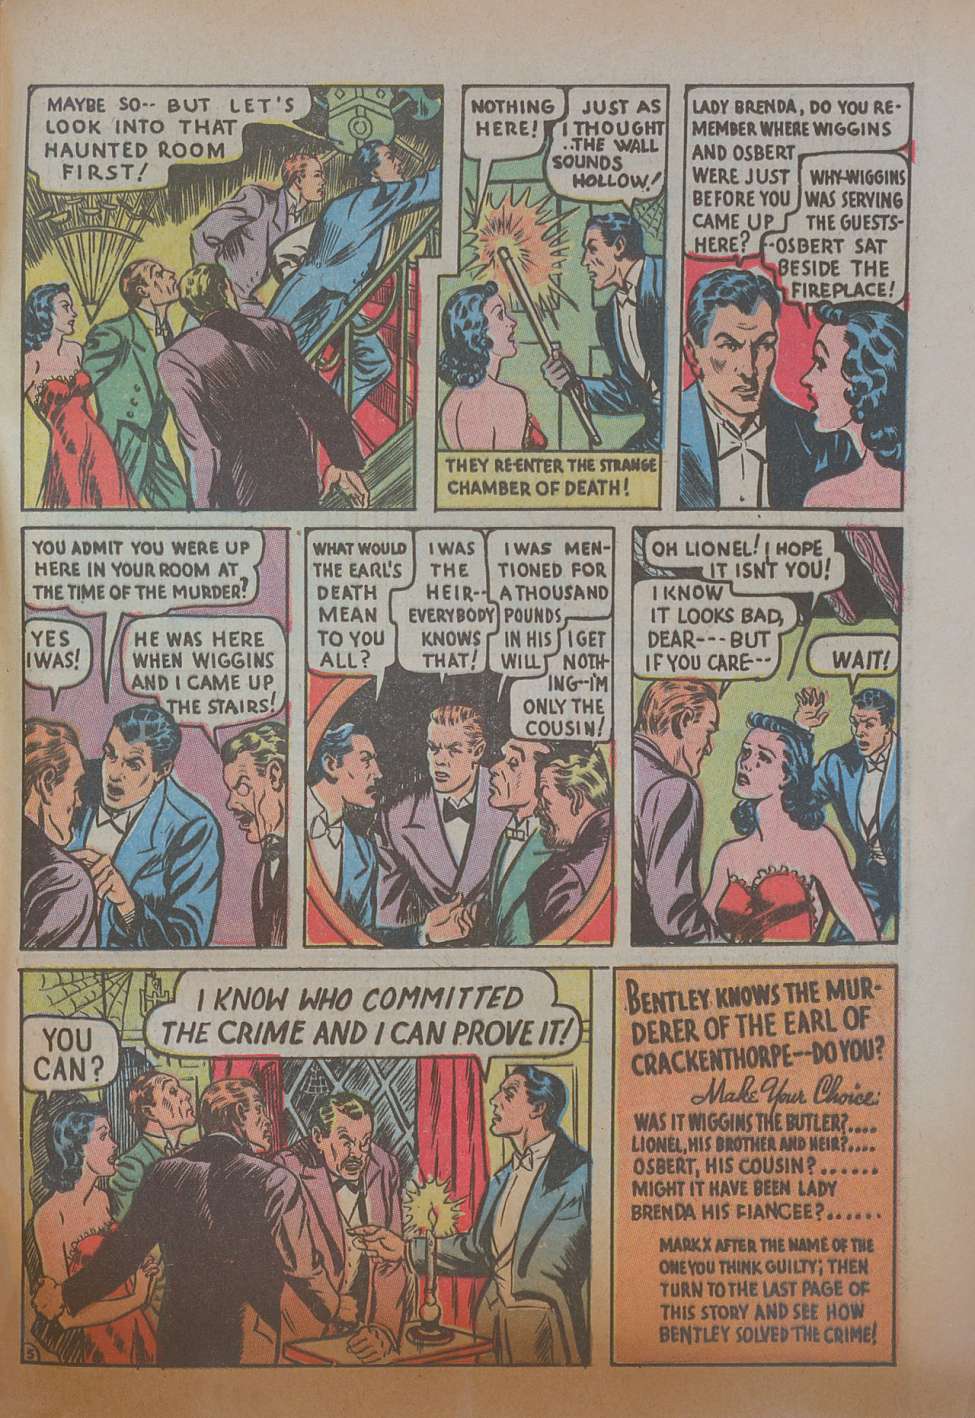 MAYBE SO-- BUT LET'S
LOOK INTO THAT
HAUNTED ROOM
FIRST!
NOTHING
HERE!
JUST AS
I THOUGHT
..THE WALL
SOUNDS
HOLLOW!
THEY RE-ENTER THE STRANGE
CHAMBER OF DEATH!
LADY BRENDA, DO YOU RE-
MEMBER WHERE WIGGINS
AND OSBERT
WERE JUST
BEFORE YOU
CAME UP
HERE?
WHY-WIGGINS
WAS SERVING
THE GUESTS-
-OSBERT SAT
BESIDE THE
FIREPLACE!
YOU ADMIT YOU WERE UP
HERE IN YOUR ROOM AT
THE TIME OF THE MURDER?
YES
I WAS!
HE WAS HERE
WHEN WIGGINS
AND I CAME UP
THE STAIRS!
WHAT WOULD
THE EARL'S
DEATH
MEAN
TO YOU
ALL?
I WAS
THE
HEIR--
EVERYBODY
KNOWS
THAT!
I WAS MEN-
TIONED FOR
A THOUSAND
POUNDS
IN HIS
WILL
I GET
NOTH-
ING--I'M
ONLY THE
COUSIN!
OH LIONEL! I HOPE
IT ISN'T YOU!
I KNOW
IT LOOKS BAD,
DEAR--- BUT
IF YOU CARE---
WAIT!
YOU
CAN?
I KNOW WHO COMMITTED
THE CRIME AND I CAN PROVE IT!
5
BENTLEY KNOWS THE MUR-
DERER OF THE EARL OF
CRACKENTHORPE--DO YOU?
Make Your Choice:
WAS IT WIGGINS THE BUTLER?....
LIONEL, HIS BROTHER AND HEIR?....
OSBERT, HIS COUSIN?......
MIGHT IT HAVE BEEN LADY
BRENDA HIS FIANCEE?......
MARK X AFTER THE NAME OF THE
ONE YOU THINK GUILTY; THEN
TURN TO THE LAST PAGE OF
THIS STORY AND SEE HOW
BENTLEY SOLVED THE CRIME!